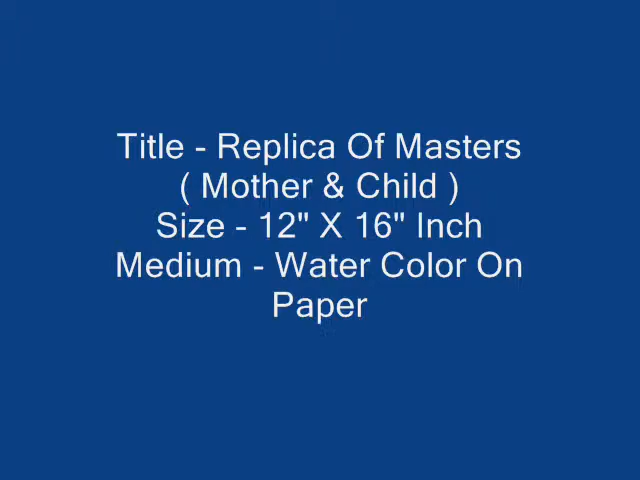 Title - Replica Of Masters
( Mother & Child )
Size - 12" X 16" Inch
Medium - Water Color On
Paper